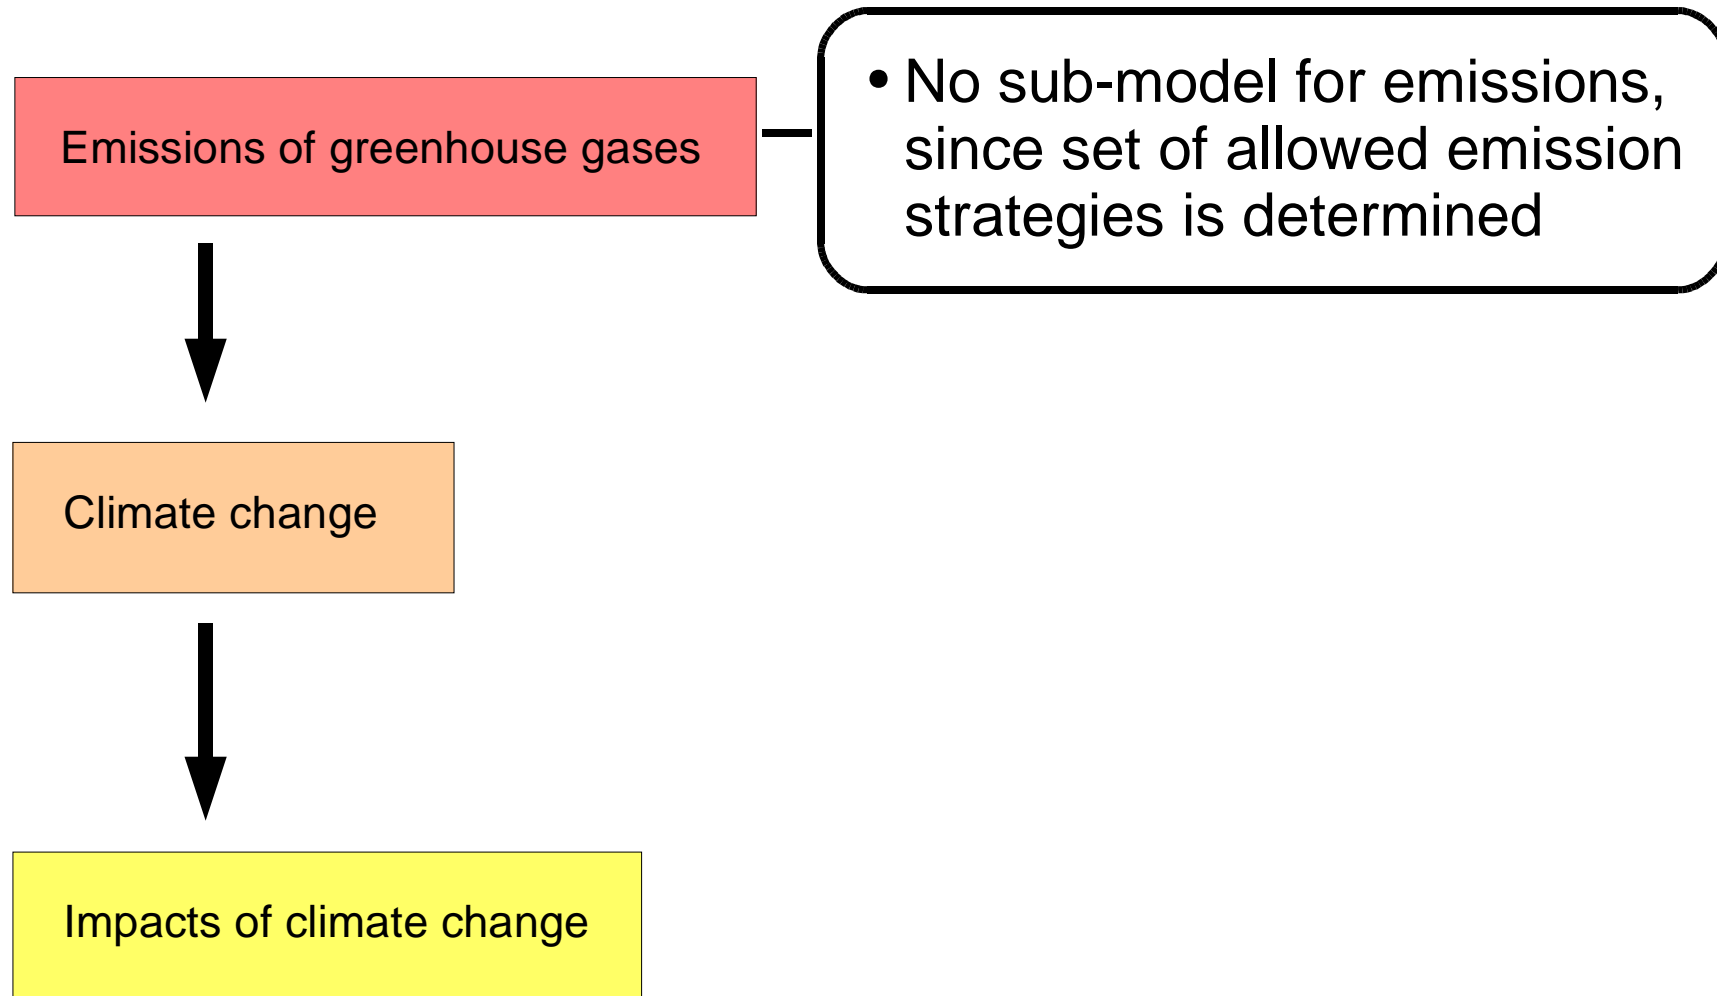 Emissions of greenhouse gases
• No sub-model for emissions,
since set of allowed emission
strategies is determined
Climate change
Impacts of climate change